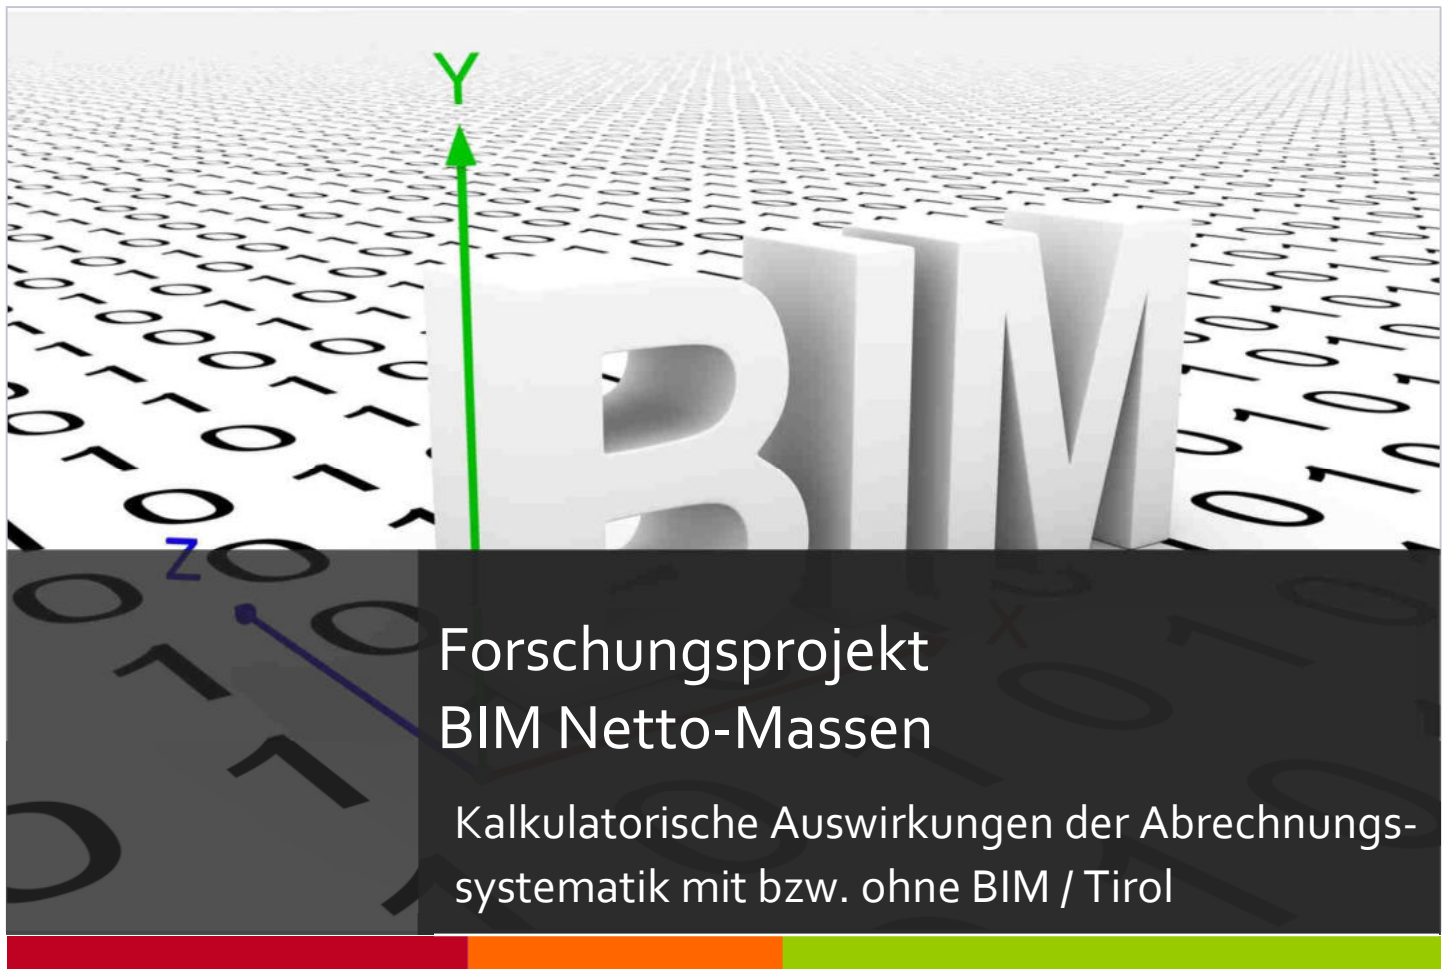 Y
BIM
Z
X
Forschungsprojekt
BIM Netto-Massen
Kalkulatorische Auswirkungen der Abrechnungs-
systematik mit bzw. ohne BIM / Tirol